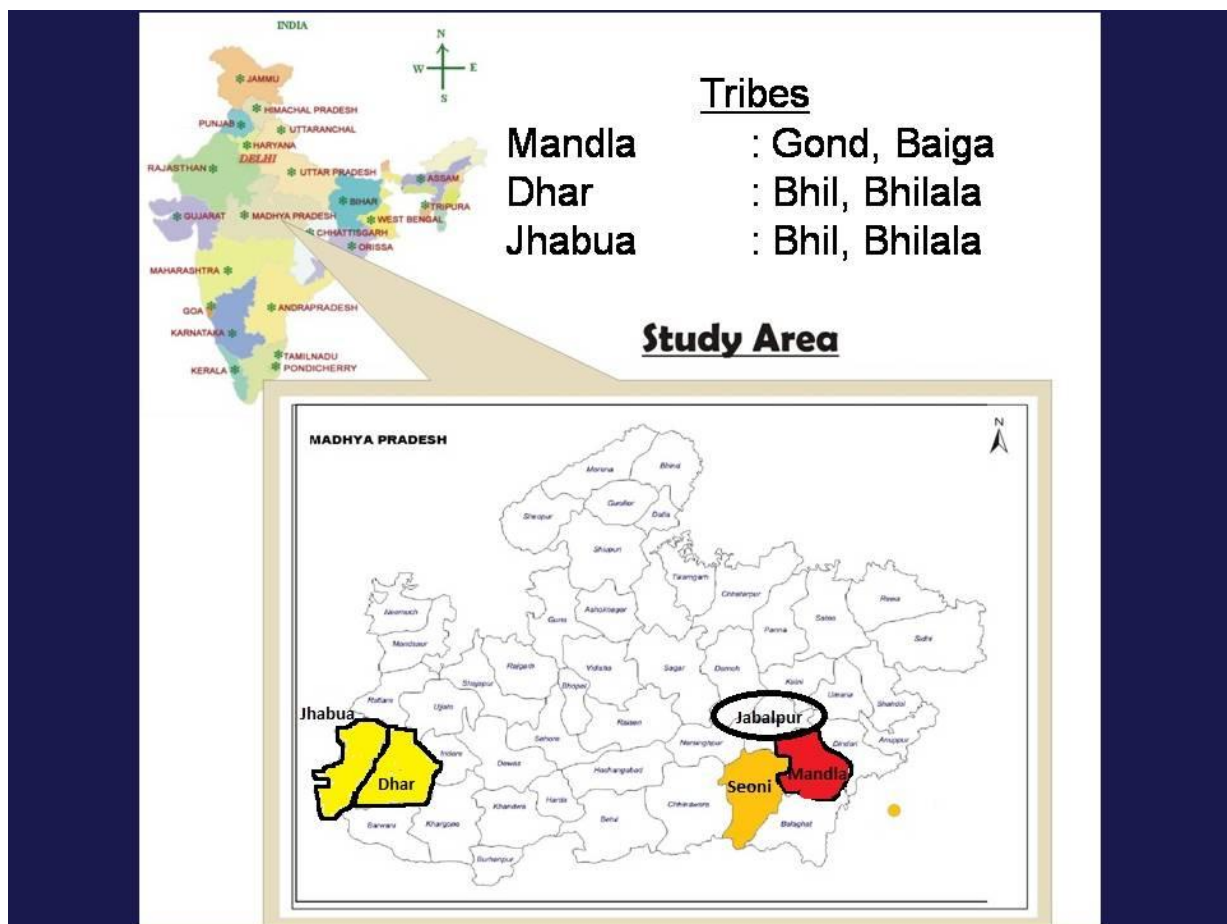 INDIA
N
W E
S
JAMMU
HIMACHAL PRADESH
PUNJAB
UTTARANCHAL
HARYANA
DELHI
RAJASTHAN
UTTAR PRADESH
ASSAM
BIHAR
TRIPURA
GUJARAT
MADHYA PRADESH
WEST BENGAL
CHHATTISGARH
ORISSA
MAHARASHTRA
GOA
ANDRAPRADESH
KARNATAKA
TAMILNADU
KERALA
PONDICHERRY
Tribes
Mandla : Gond, Baiga
Dhar : Bhil, Bhilala
Jhabua : Bhil, Bhilala
Study Area
MADHYA PRADESH
N
Morena
Bhind
Gwalior
Datia
Sheopur
Shivpuri
Tikamgarh
Chhatarpur
Rewa
Neemuch
Ashoknagar
Guna
Panna
Satna
Sidhi
Mandsaur
Rajgarh
Vidisha
Sagar
Damoh
Katni
Shajapur
Bhopal
Umaria
Ratlam
Ujjain
Shahdol
Jhabua
Raisen
Jabalpur
Sehore
Narsinghpur
Dindori
Anuppur
Indore
Dewas
Hoshangabad
Dhar
Seoni
Mandla
Khandwa
Harda
Chhindwara
Barwani
Khargone
Betul
Balaghat
Burhanpur